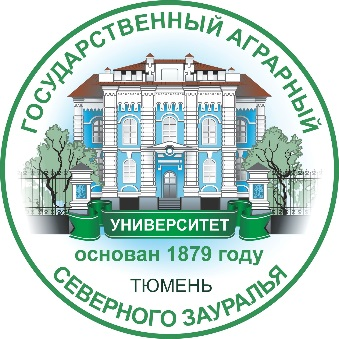 ГОСУДАРСТВЕННЫЙ АГРАРНЫЙ
УНИВЕРСИТЕТ
основан 1879 году
ТЮМЕНЬ
СЕВЕРНОГО ЗАУРАЛЬЯ